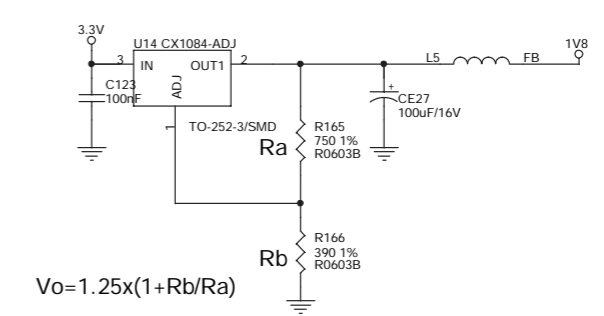 3.3V
1V8
U14 CX1084-ADJ
3
IN
OUT1
2
ADJ
L5
FB
C123
100nF
1
TO-252-3/SMD
+
CE27
100uF/16V
Ra
R165
750 1%
R0603B
Rb
R166
390 1%
R0603B
Vo=1.25x(1+Rb/Ra)